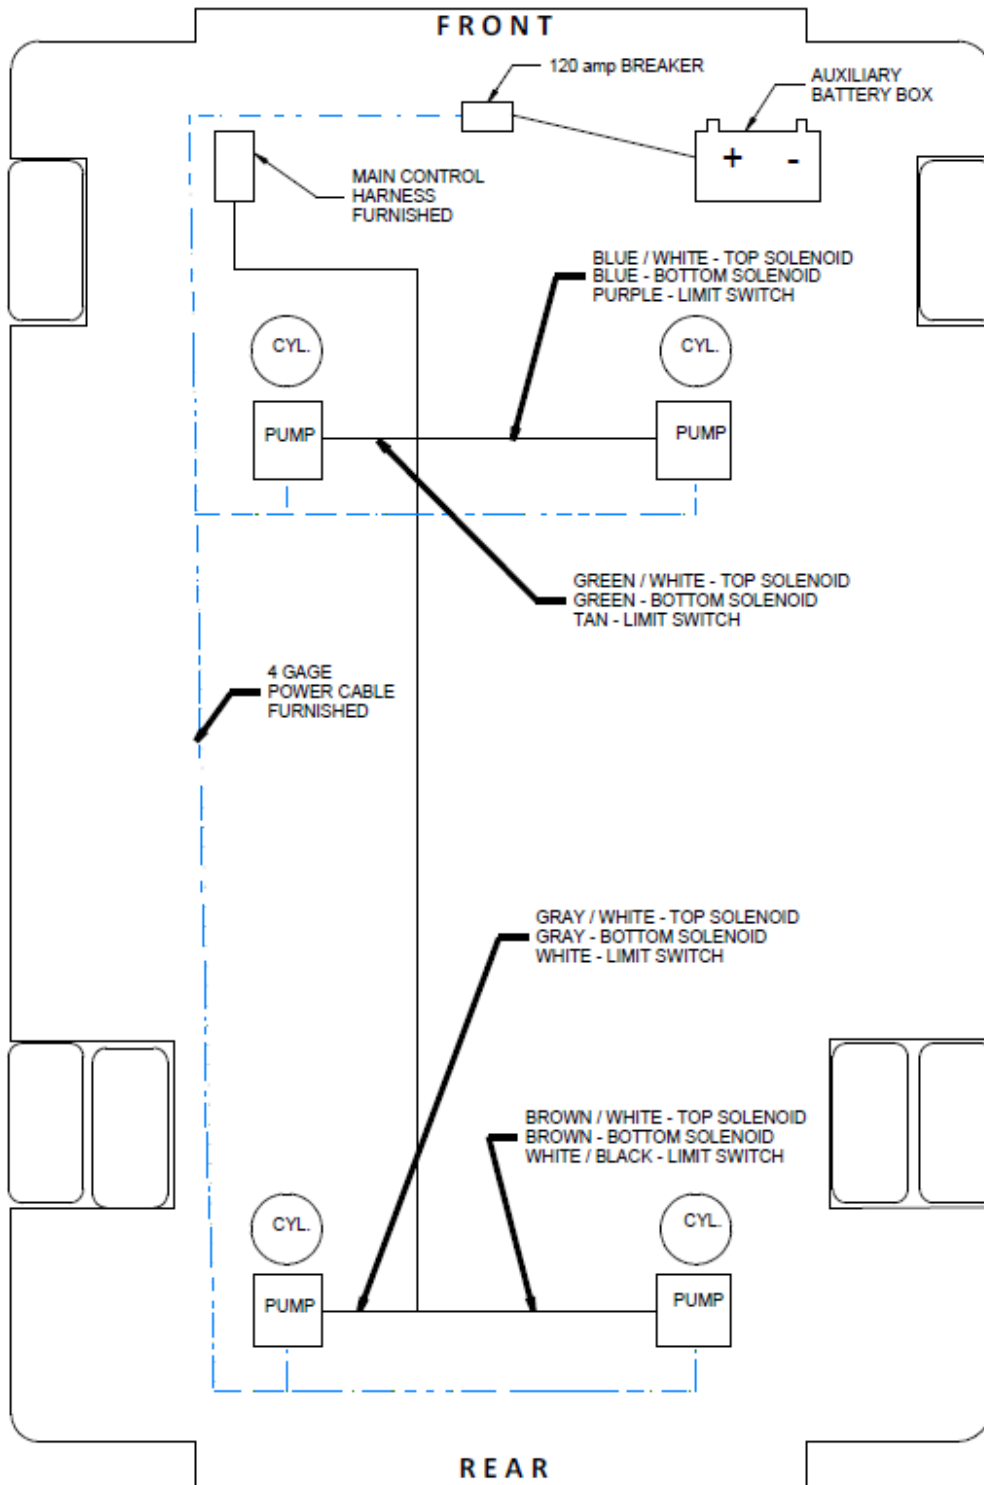 FRONT
120 amp BREAKER
AUXILIARY
BATTERY BOX
+ -
MAIN CONTROL
HARNESS
FURNISHED
BLUE / WHITE - TOP SOLENOID
BLUE - BOTTOM SOLENOID
PURPLE - LIMIT SWITCH
CYL.
CYL.
PUMP
PUMP
GREEN / WHITE - TOP SOLENOID
GREEN - BOTTOM SOLENOID
TAN - LIMIT SWITCH
4 GAGE
POWER CABLE
FURNISHED
GRAY / WHITE - TOP SOLENOID
GRAY - BOTTOM SOLENOID
WHITE - LIMIT SWITCH
BROWN / WHITE - TOP SOLENOID
BROWN - BOTTOM SOLENOID
WHITE / BLACK - LIMIT SWITCH
CYL.
CYL.
PUMP
PUMP
REAR